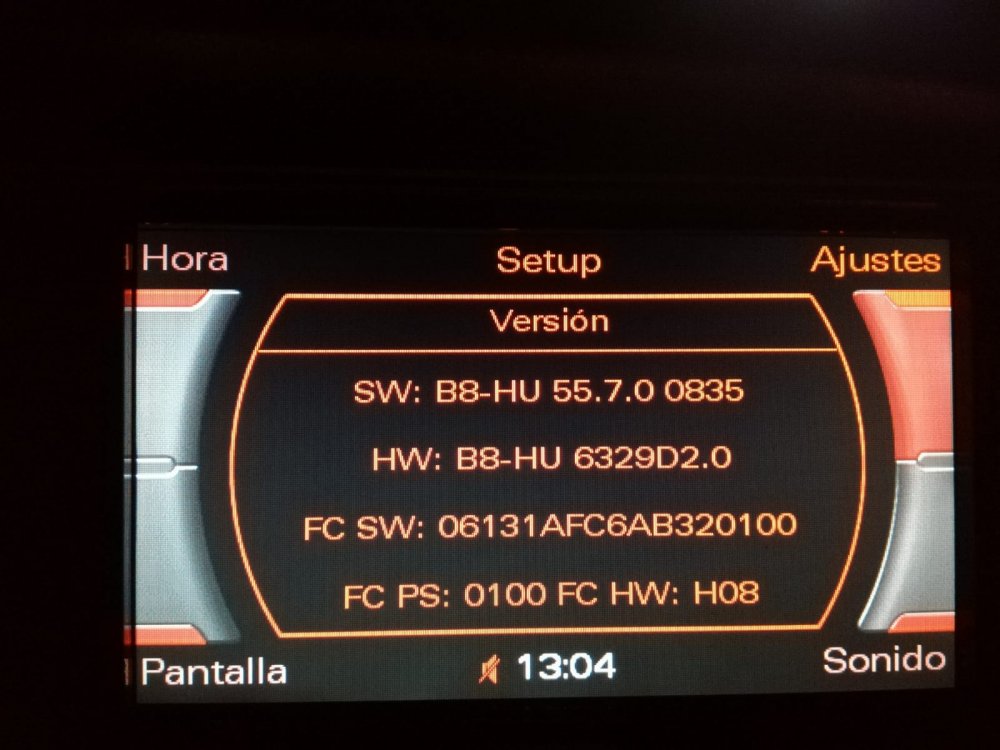 Hora Setup Ajustes
Versión
SW: B8-HU 55.7.0 0835
HW: B8-HU 6329D2.0
FC SW: 06131AFC6AB320100
FC PS: 0100 FC HW: H08
Pantalla 13:04 Sonido